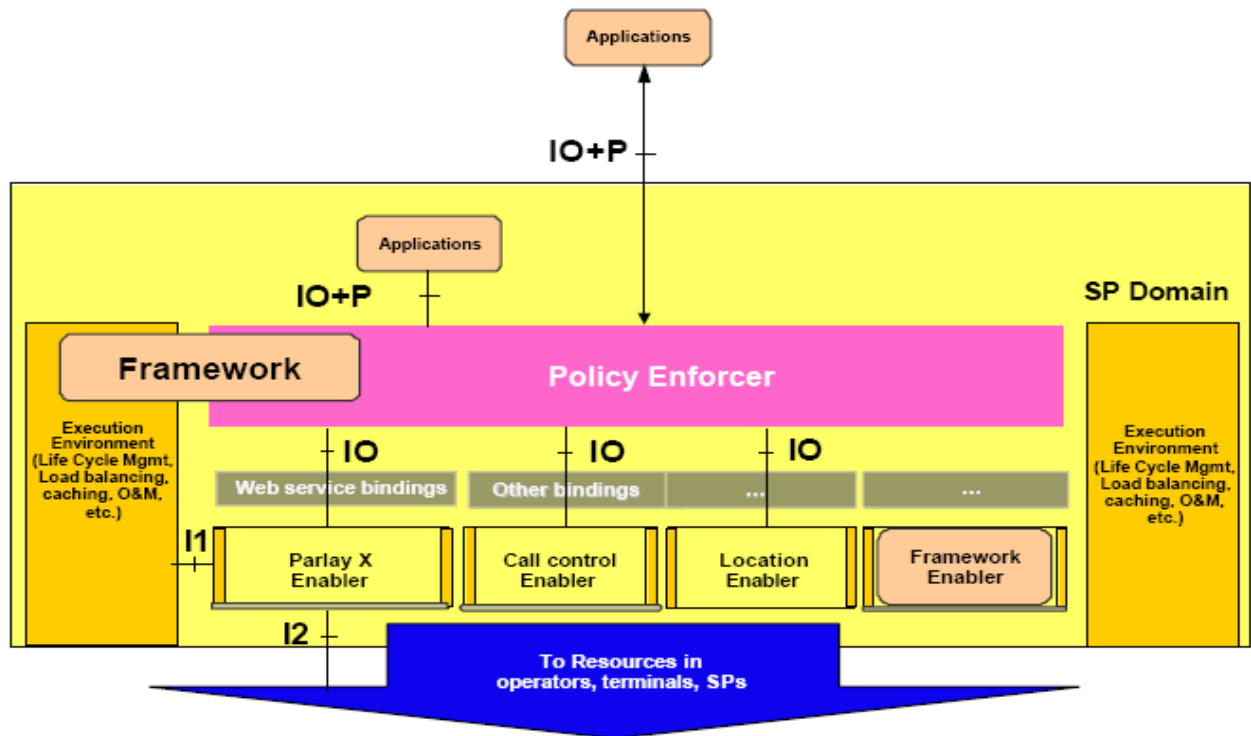 Applications
IO+P
Applications
IO+P
SP Domain
Framework
Policy Enforcer
Execution
Environment
(Life Cycle Mgmt,
Load balancing,
caching, O&M,
etc.)
Execution
Environment
(Life Cycle Mgmt,
Load balancing,
caching, O&M,
etc.)
IO
IO
IO
Web service bindings
Other bindings
...
...
I1
Parlay X
Enabler
Call control
Enabler
Location
Enabler
Framework
Enabler
I2
To Resources in
operators, terminals, SPs